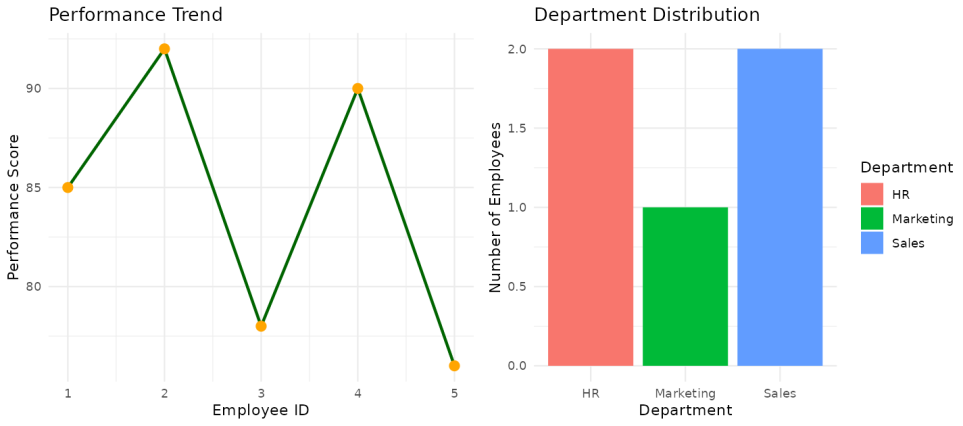 Performance Trend
Performance Score
90
85
80
1 2 3 4 5
Employee ID
Department Distribution
Number of Employees
2.0
1.5
1.0
0.5
0.0
HR Marketing Sales
Department
Department
HR
Marketing
Sales